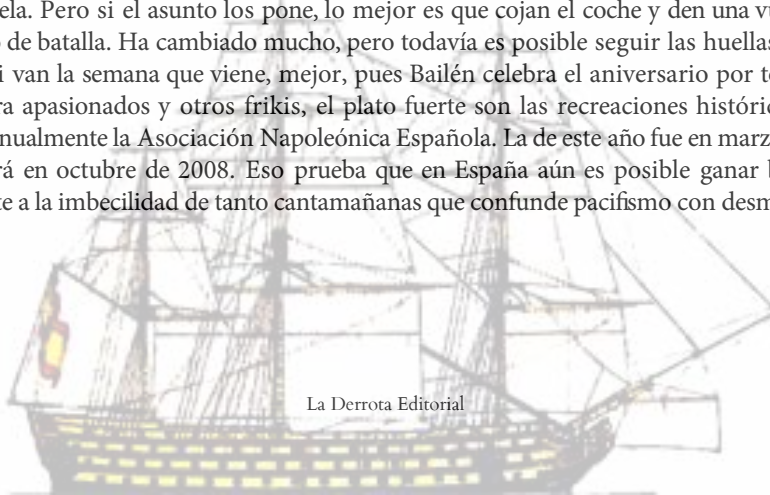 ela. Pero si el asunto los pone, lo mejor es que cojan el coche y den una vu
o de batalla. Ha cambiado mucho, pero todavía es posible seguir las huellas
i van la semana que viene, mejor, pues Bailén celebra el aniversario por to
ra apasionados y otros frikis, el plato fuerte son las recreaciones históric
nualmente la Asociación Napoleónica Española. La de este año fue en marz
rá en octubre de 2008. Eso prueba que en España aún es posible ganar b
te a la imbecilidad de tanto cantamañanas que confunde pacifismo con desm
La Derrota Editorial